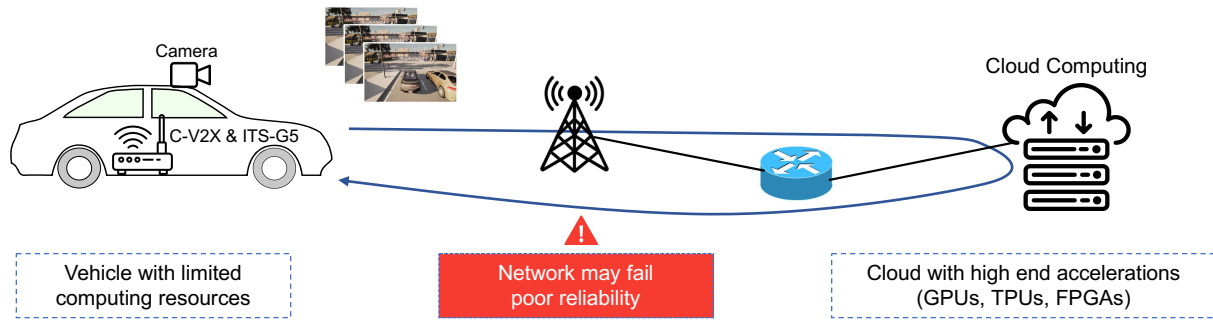 Camera
C-V2X & ITS-G5
Cloud Computing
Vehicle with limited
computing resources
Network may fail
poor reliability
Cloud with high end accelerations
(GPUs, TPUs, FPGAs)